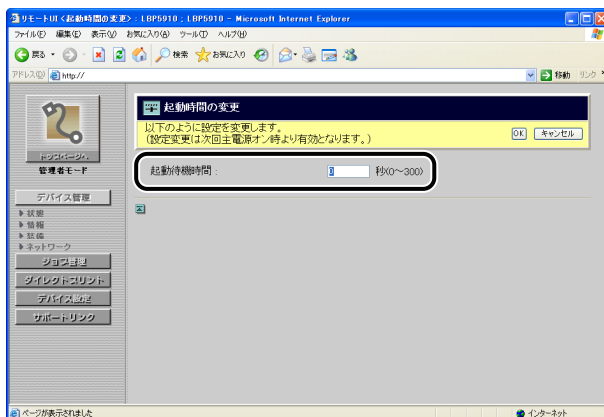 リモートUI <起動時間の変更> : LBP5910 ; LBP5910 - Microsoft Internet Explorer
ファイル(F) 編集(E) 表示(V) お気に入り(A) ツール(T) ヘルプ(H)
戻る 検索 お気に入り
アドレス(D) http:// 移動 リンク
起動時間の変更
以下のように設定を変更します。
(設定変更は次回主電源オン時より有効となります。)
OK キャンセル
トップページへ
管理者モード
起動待機時間 : 0 秒(0～300)
デバイス管理
状態
情報
装備
ネットワーク
ジョブ管理
ダイレクトプリント
デバイス設定
サポートリンク
ページが表示されました インターネット